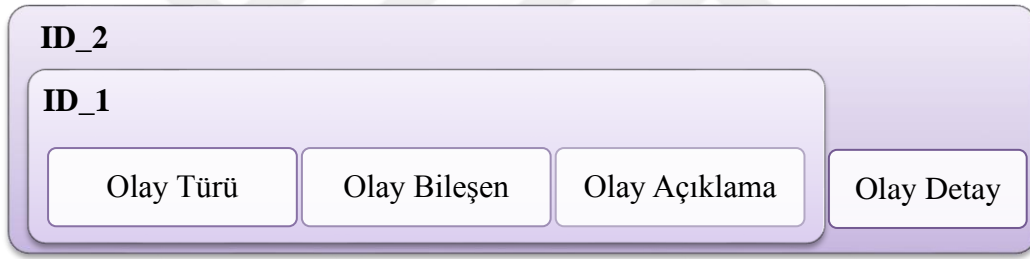 ID_2
ID_1
Olay Türü
Olay Bileşen
Olay Açıklama
Olay Detay